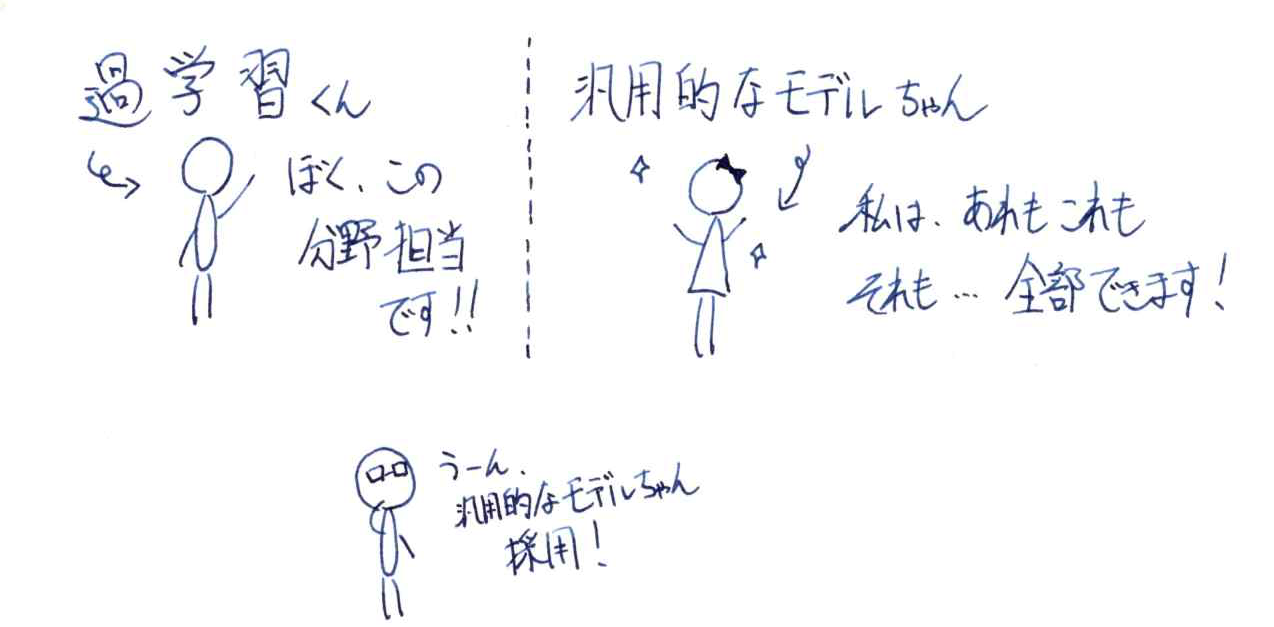 過学習くん
ぼく、この
分野担当
です!!
汎用的なモデルちゃん
私は、あれもこれも
それも…全部できます!
うーん、
汎用的なモデルちゃん
採用!